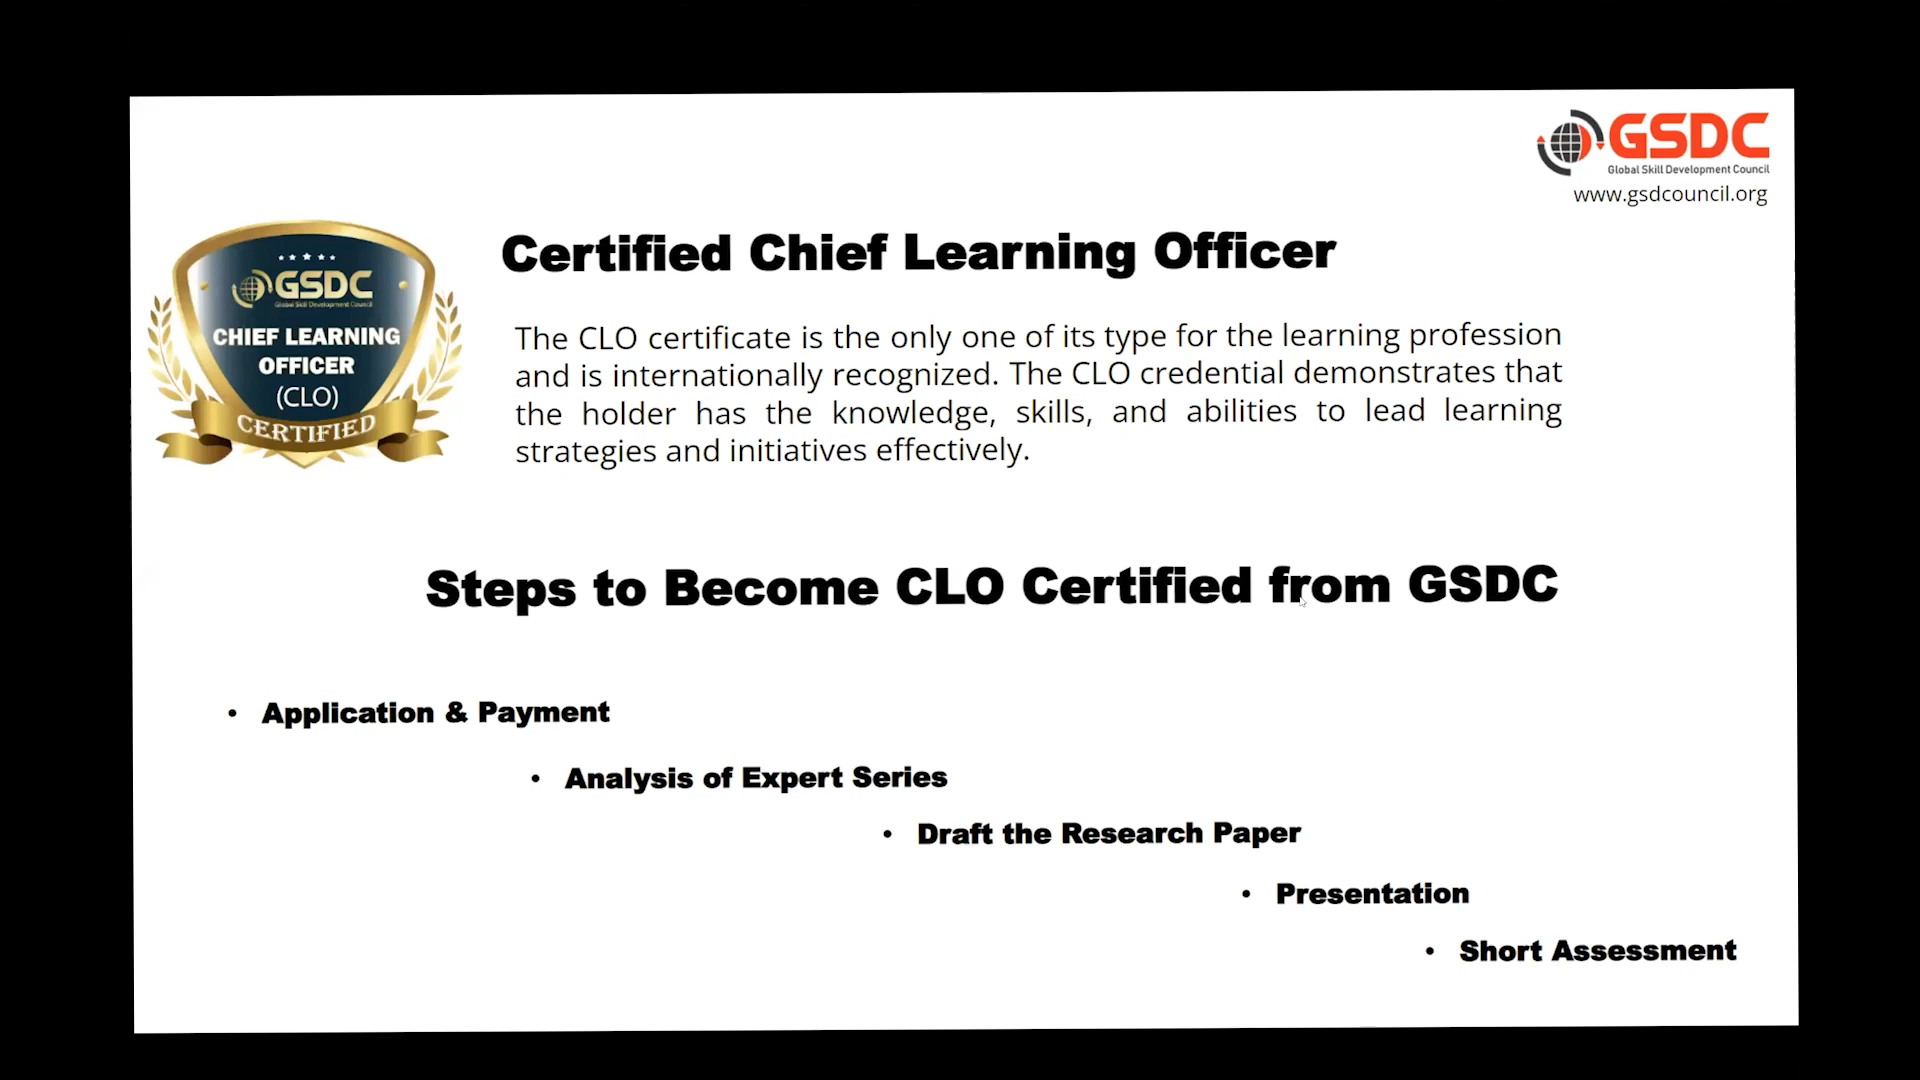 GSDC
Global Skill Development Council
www.gsdcouncil.org
GSDC
Global Skill Development Council
CHIEF LEARNING
OFFICER
(CLO)
CERTIFIED
Certified Chief Learning Officer
The CLO certificate is the only one of its type for the learning profession
and is internationally recognized. The CLO credential demonstrates that
the holder has the knowledge, skills, and abilities to lead learning
strategies and initiatives effectively.
Steps to Become CLO Certified from GSDC
• Application & Payment
• Analysis of Expert Series
• Draft the Research Paper
• Presentation
• Short Assessment